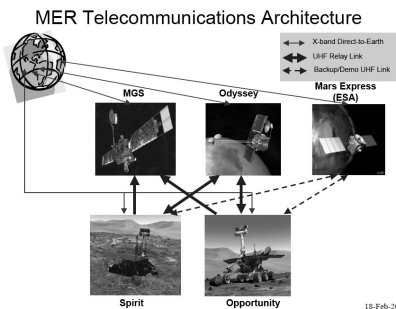 MER Telecommunications Architecture
X-band Direct-to-Earth
UHF Relay Link
Backup/Demo UHF Link
MGS
Odyssey
Mars Express
(ESA)
Spirit
Opportunity